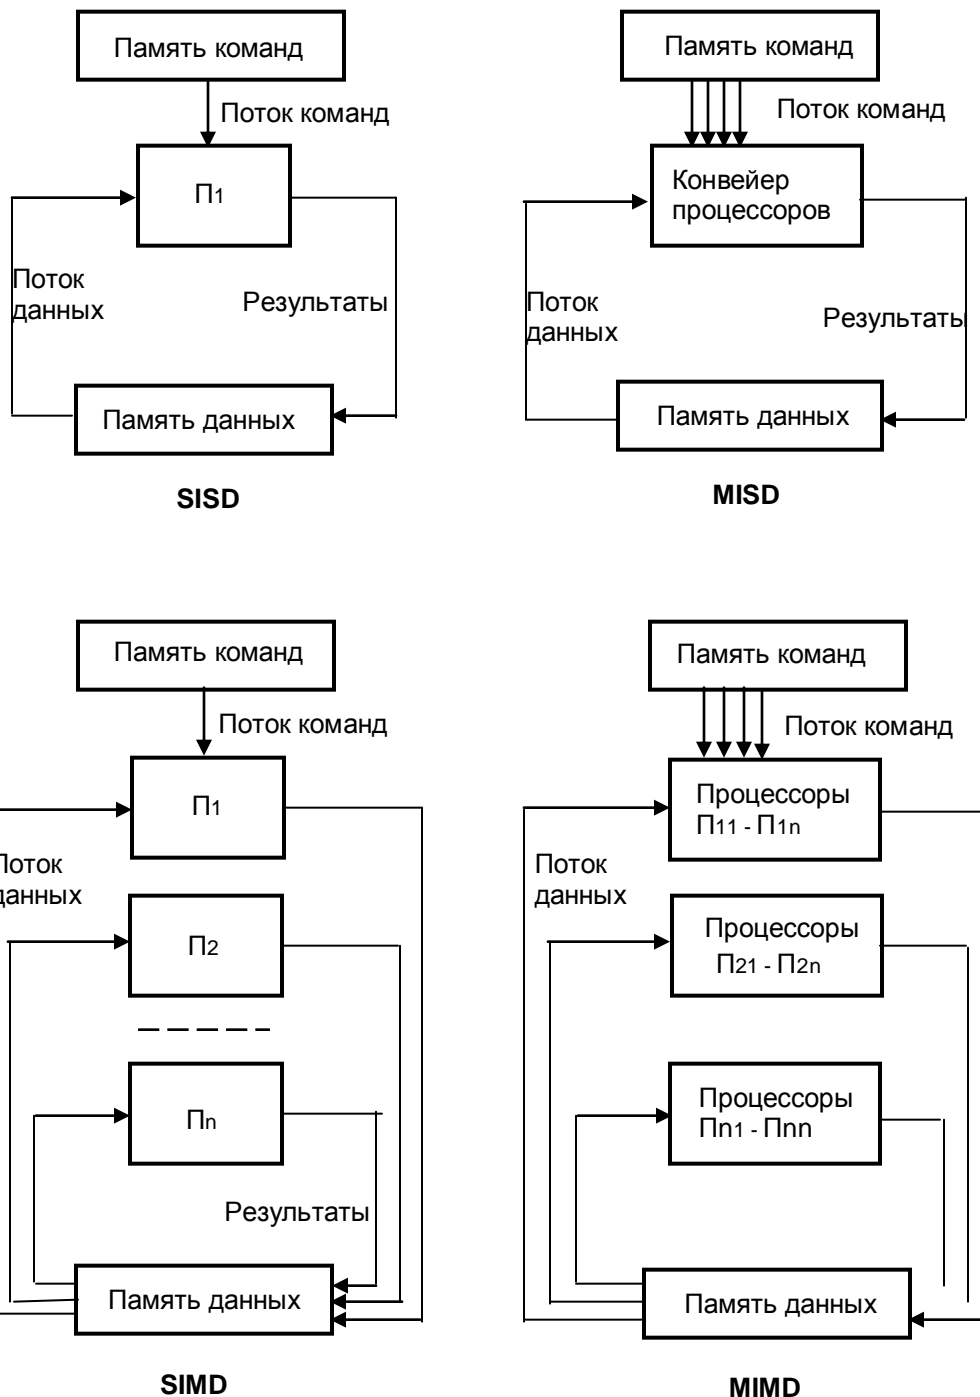 Память команд
Поток команд
П1
Поток
данных
Результаты
Память данных
SISD
Память команд
Поток команд
Конвейер
процессоров
Поток
данных
Результаты
Память данных
MISD
Память команд
Поток команд
П1
Поток
данных
П2
Пn
Результаты
Память данных
SIMD
Память команд
Поток команд
Процессоры
П11 - П1n
Поток
данных
Процессоры
П21 - П2n
Процессоры
Пn1 - Пnn
Память данных
MIMD